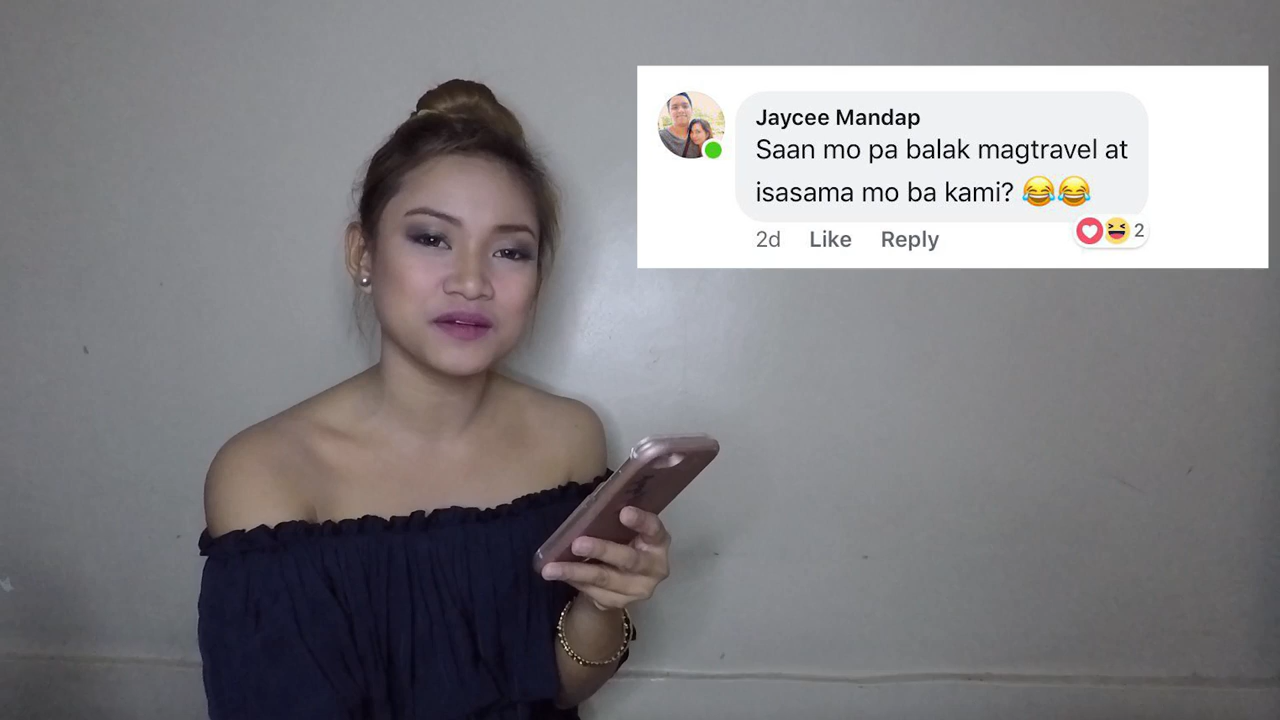 Jaycee Mandap
Saan mo pa balak magtravel at
isasama mo ba kami? 😂😂
2d Like Reply 2